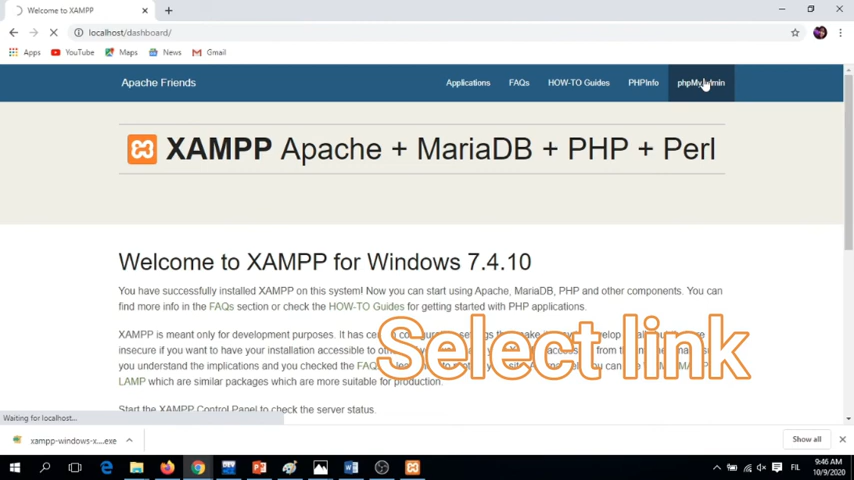 Welcome to XAMPP
localhost/dashboard/
Apps YouTube Maps News Gmail
Apache Friends Applications FAQs HOW-TO Guides PHPInfo phpMyAdmin
XAMPP Apache + MariaDB + PHP + Perl
Welcome to XAMPP for Windows 7.4.10
You have successfully installed XAMPP on this system! Now you can start using Apache, MariaDB, PHP and other components. You can
find more info in the FAQs section or check the HOW-TO Guides for getting started with PHP applications.
XAMPP is meant only for development purposes. It has
insecure if you want to have your installation accessible to
you understand the implications and you checked the
LAMP which are similar packages which are more suitable for production.
Select link
Start the XAMPP Control Panel to check the server status.
Waiting for localhost...
xampp-windows-x....exe Show all
FIL 9:46 AM
10/9/2020